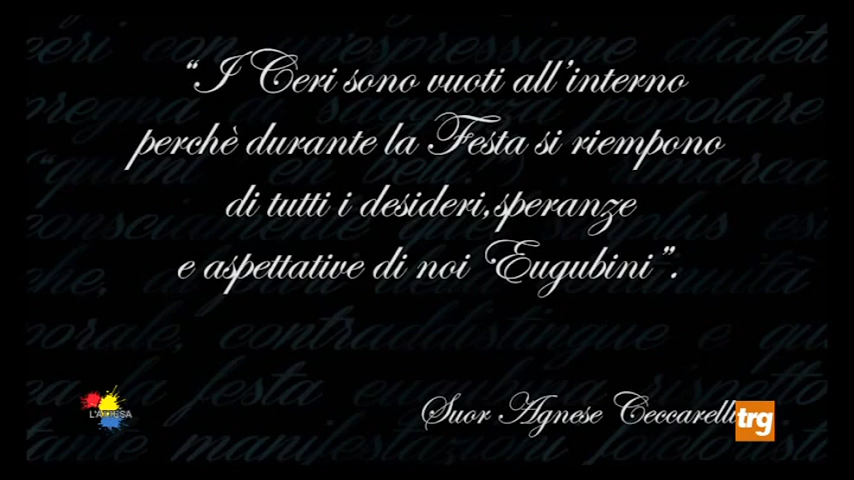 “I Ceri sono vuoti all’interno
perchè durante la Festa si riempono
di tutti i desideri,speranze
e aspettative di noi Eugubini”.
Suor Agnese Ceccarelli
L'ATTESA
trg